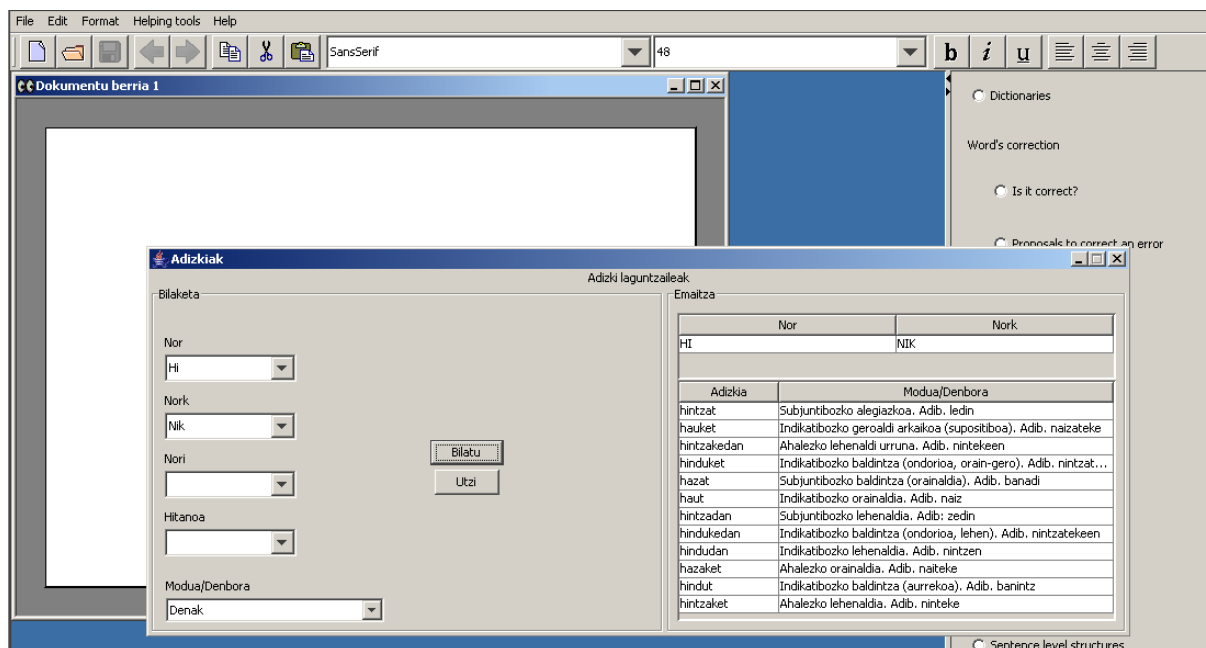 File Edit Format Helping tools Help
SansSerif 48 b i u
Dokumentu berria 1
Dictionaries
Word's correction
Is it correct?
Proposals to correct an error
Adizkiak
Adizki laguntzaileak
Bilaketa
Nor
Hi
Nork
Nik
Nori
Hitanoa
Modua/Denbora
Denak
Bilatu
Utzi
Emaitza
Nor Nork
HI NIK
Adizkia Modua/Denbora
hintzat Subjuntibozko alegiazkoa. Adib. ledin
hauket Indikatibozko geroaldi arkaikoa (supositiboa). Adib. naizateke
hintzakedan Ahalezko lehenaldi urruna. Adib. nintekeen
hinduket Indikatibozko baldintza (ondorioa, orain-gero). Adib. nintzat...
hazat Subjuntibozko baldintza (orainaldia). Adib. banadi
haut Indikatibozko orainaldia. Adib. naiz
hintzadan Subjuntibozko lehenaldia. Adib: zedin
hindukedan Indikatibozko baldintza (ondorioa, lehen). Adib. nintzatekeen
hindudan Indikatibozko lehenaldia. Adib. nintzen
hazaket Ahalezko orainaldia. Adib. naiteke
hindut Indikatibozko baldintza (aurrekoa). Adib. banintz
hintzaket Ahalezko lehenaldia. Adib. ninteke
Sentence level structures